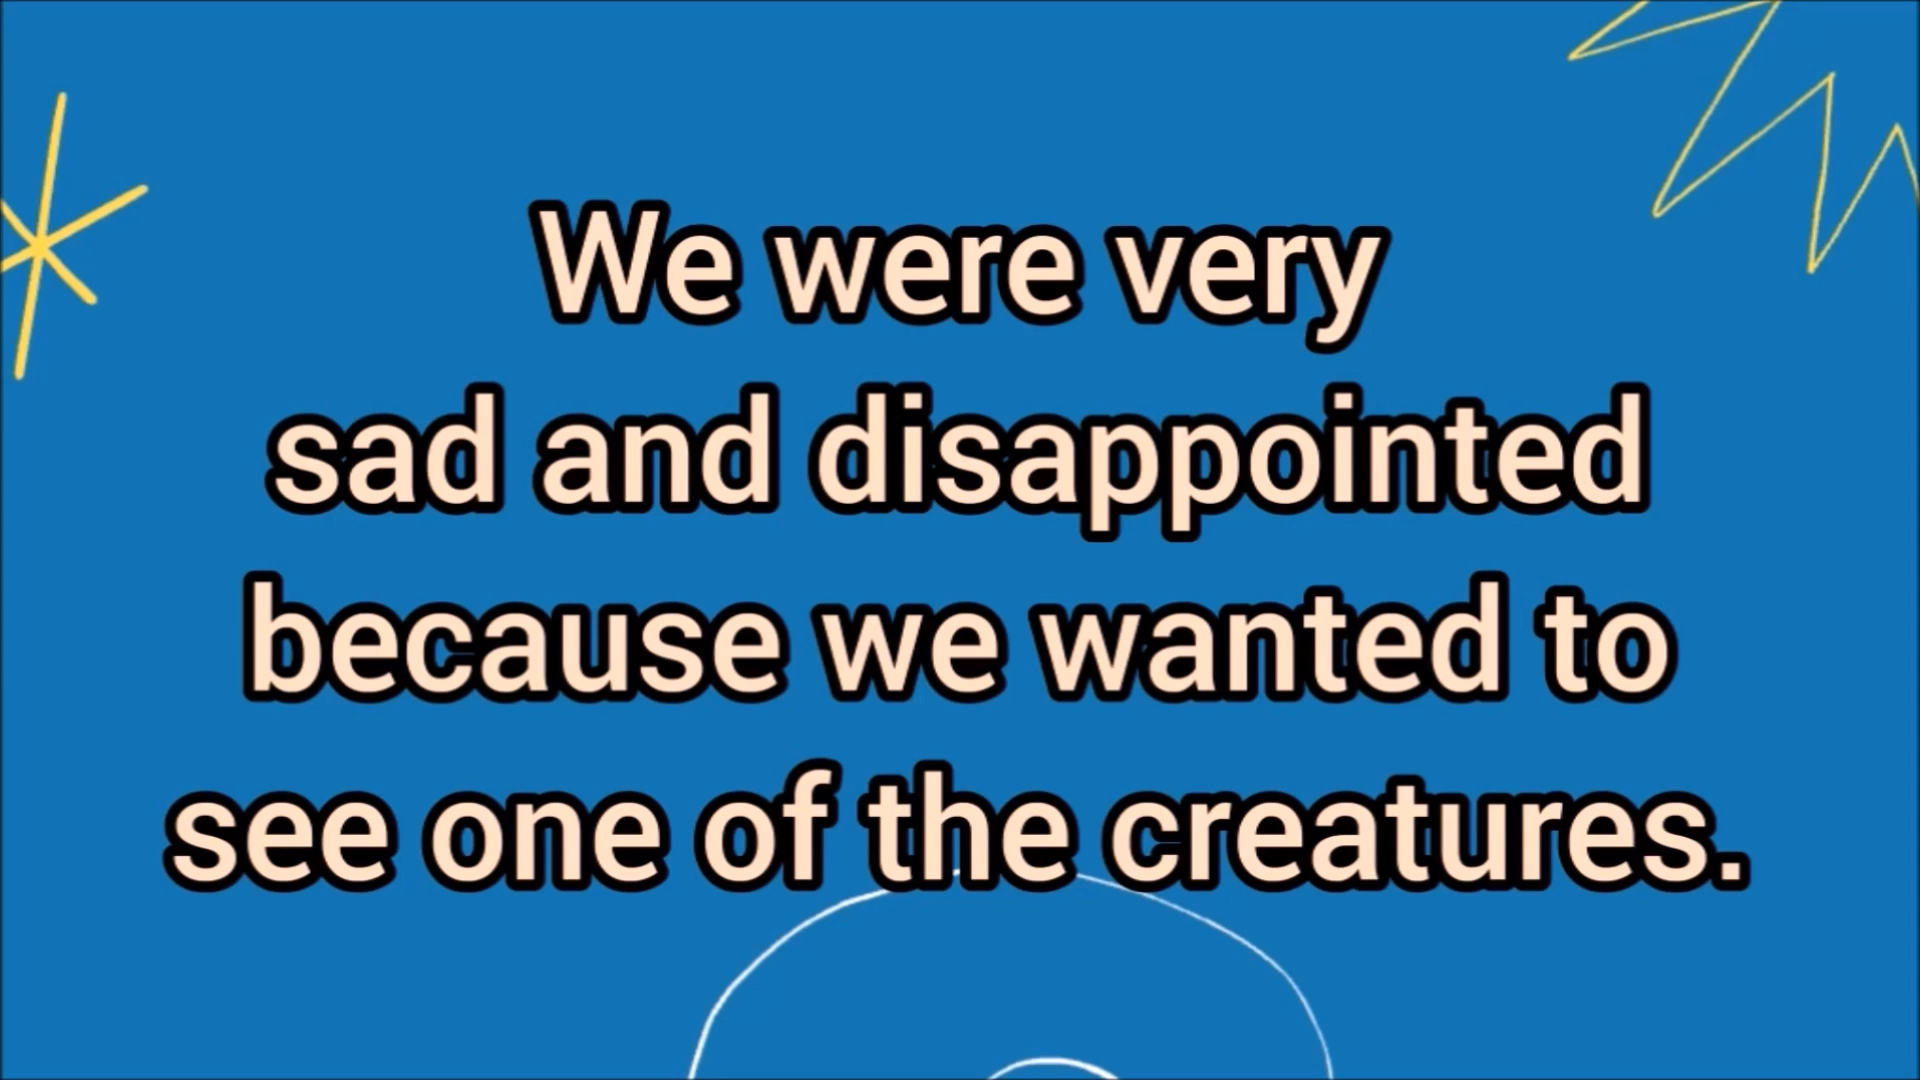 We were very
sad and disappointed
because we wanted to
see one of the creatures.